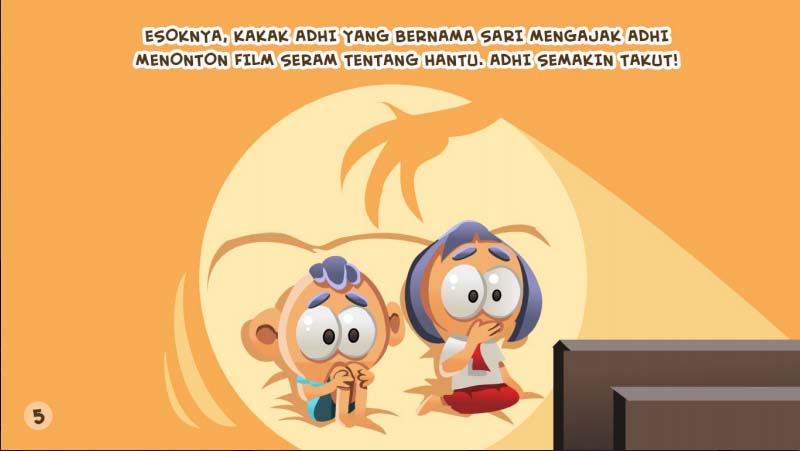 ESOKNYA, KAKAK ADHI YANG BERNAMA SARI MENGAJAK ADHI
MENONTON FILM SERAM TENTANG HANTU. ADHI SEMAKIN TAKUT!
5